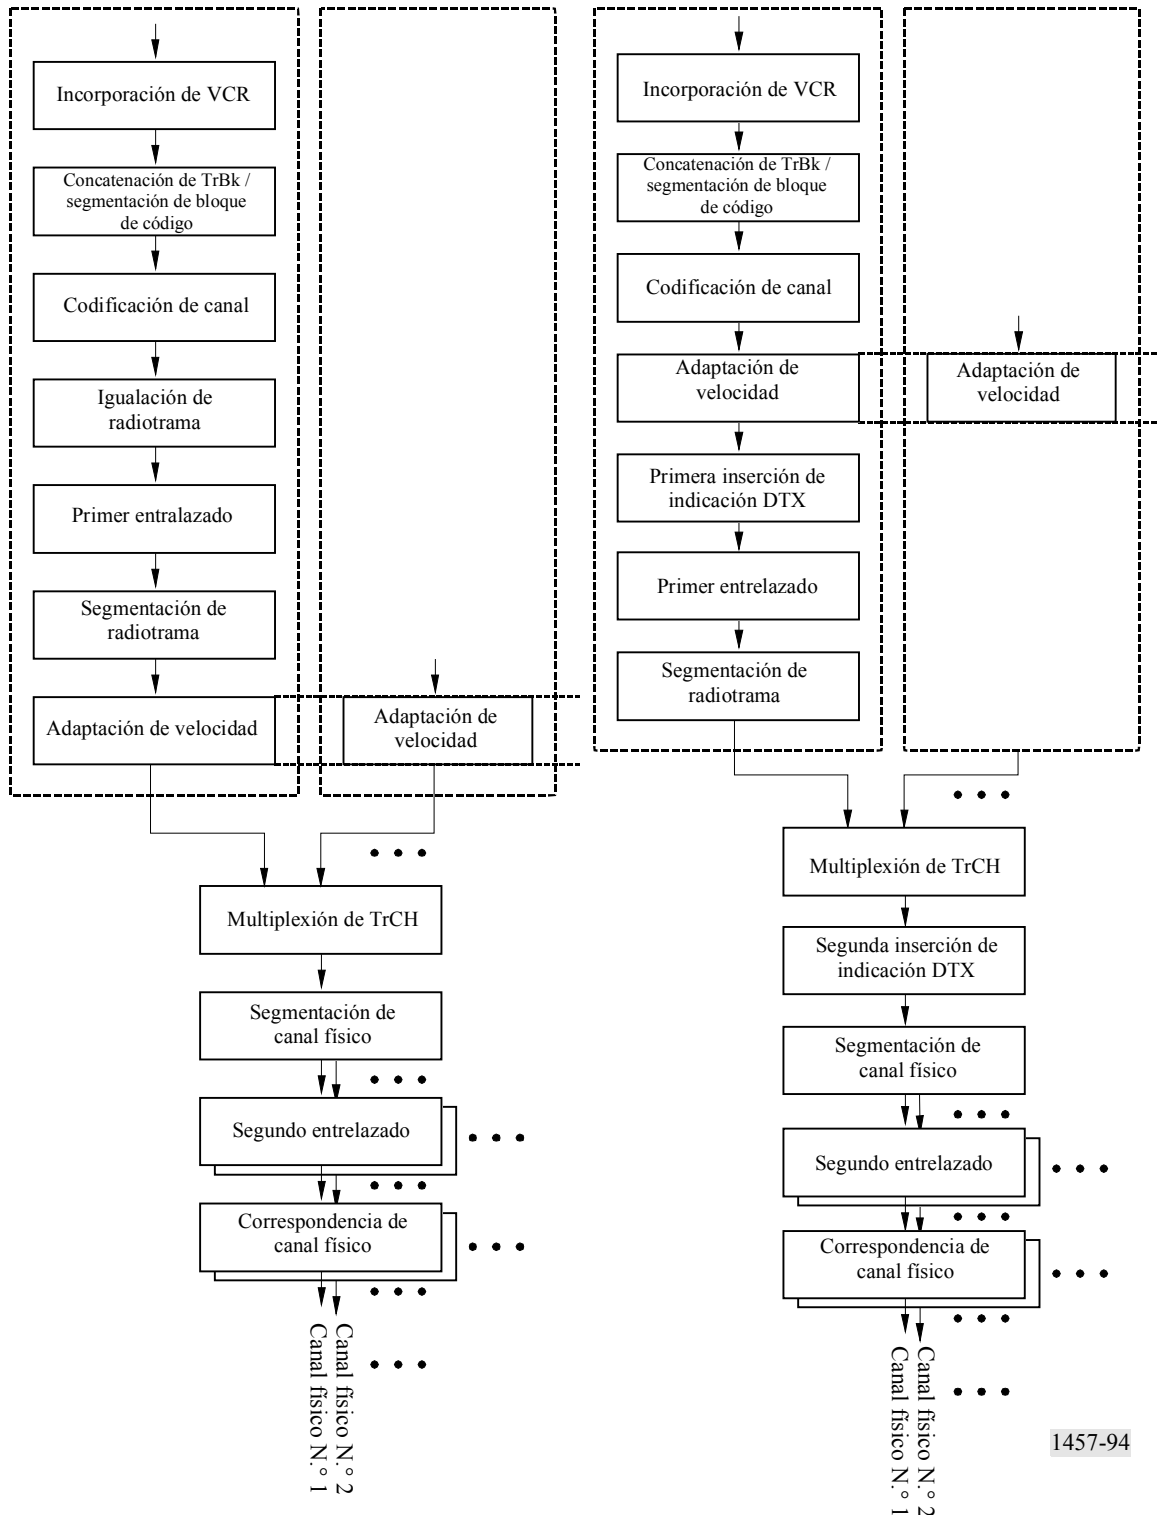 Incorporación de VCR
Concatenación de TrBk /
segmentación de bloque
de código
Codificación de canal
Igualación de
radiotrama
Primer entralazado
Segmentación de
radiotrama
Adaptación de velocidad
Adaptación de
velocidad
Multiplexión de TrCH
Segmentación de
canal físico
Segundo entrelazado
Correspondencia de
canal físico
Canal físico N.° 1
Canal físico N.° 2
Incorporación de VCR
Concatenación de TrBk /
segmentación de bloque
de código
Codificación de canal
Adaptación de
velocidad
Adaptación de
velocidad
Primera inserción de
indicación DTX
Primer entrelazado
Segmentación de
radiotrama
Multiplexión de TrCH
Segunda inserción de
indicación DTX
Segmentación de
canal físico
Segundo entrelazado
Correspondencia de
canal físico
Canal físico N.° 1
Canal físico N.° 2
1457-94